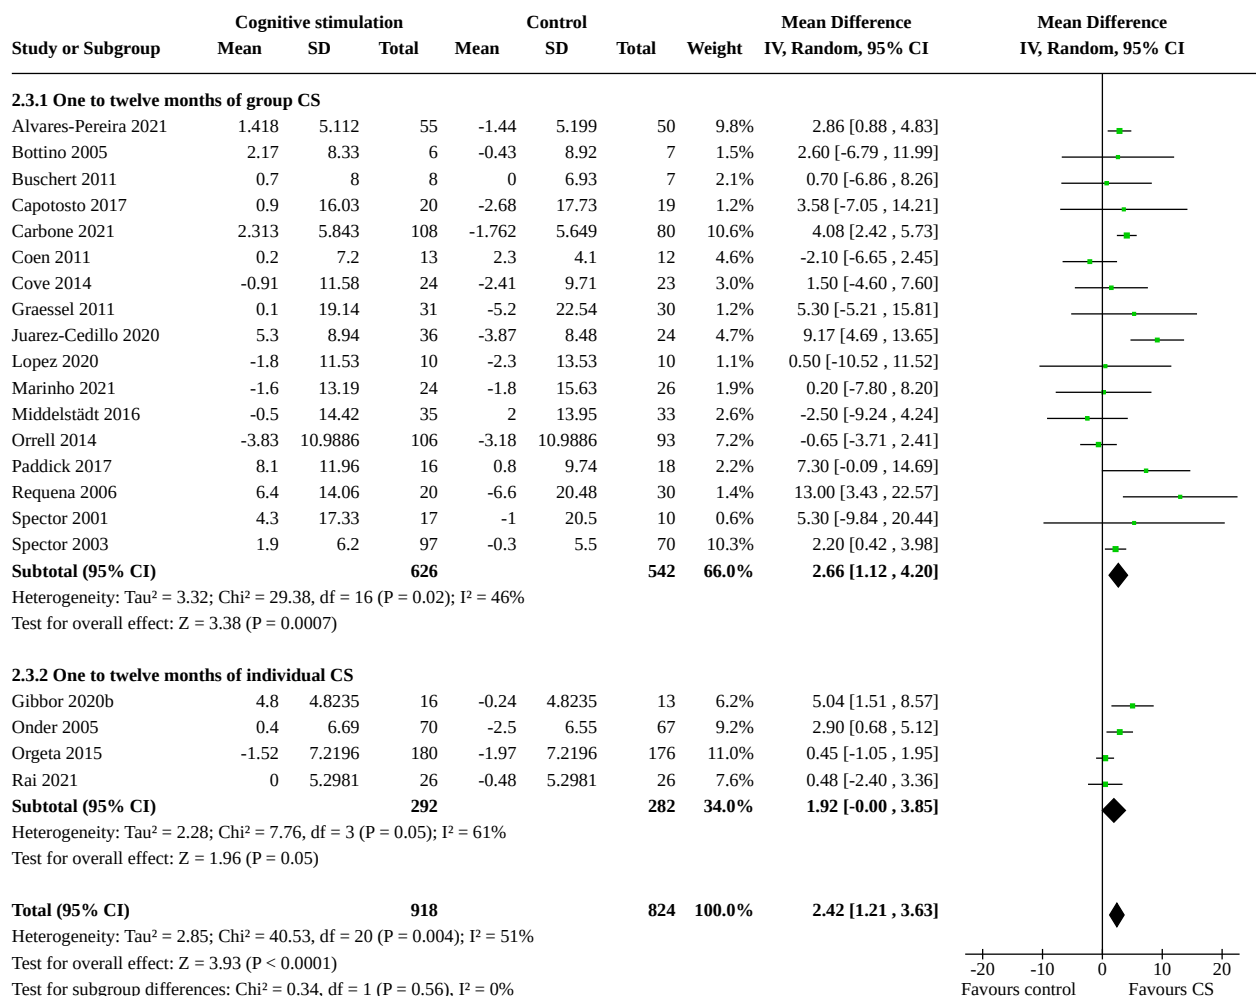 Cognitive stimulation Control Mean Difference Mean Difference
Study or Subgroup Mean SD Total Mean SD Total Weight IV, Random, 95% CI IV, Random, 95% CI
2.3.1 One to twelve months of group CS
Alvares-Pereira 2021 1.418 5.112 55 -1.44 5.199 50 9.8% 2.86 [0.88 , 4.83]
Bottino 2005 2.17 8.33 6 -0.43 8.92 7 1.5% 2.60 [-6.79 , 11.99]
Buschert 2011 0.7 8 8 0 6.93 7 2.1% 0.70 [-6.86 , 8.26]
Capotosto 2017 0.9 16.03 20 -2.68 17.73 19 1.2% 3.58 [-7.05 , 14.21]
Carbone 2021 2.313 5.843 108 -1.762 5.649 80 10.6% 4.08 [2.42 , 5.73]
Coen 2011 0.2 7.2 13 2.3 4.1 12 4.6% -2.10 [-6.65 , 2.45]
Cove 2014 -0.91 11.58 24 -2.41 9.71 23 3.0% 1.50 [-4.60 , 7.60]
Graessel 2011 0.1 19.14 31 -5.2 22.54 30 1.2% 5.30 [-5.21 , 15.81]
Juarez-Cedillo 2020 5.3 8.94 36 -3.87 8.48 24 4.7% 9.17 [4.69 , 13.65]
Lopez 2020 -1.8 11.53 10 -2.3 13.53 10 1.1% 0.50 [-10.52 , 11.52]
Marinho 2021 -1.6 13.19 24 -1.8 15.63 26 1.9% 0.20 [-7.80 , 8.20]
Middelstädt 2016 -0.5 14.42 35 2 13.95 33 2.6% -2.50 [-9.24 , 4.24]
Orrell 2014 -3.83 10.9886 106 -3.18 10.9886 93 7.2% -0.65 [-3.71 , 2.41]
Paddick 2017 8.1 11.96 16 0.8 9.74 18 2.2% 7.30 [-0.09 , 14.69]
Requena 2006 6.4 14.06 20 -6.6 20.48 30 1.4% 13.00 [3.43 , 22.57]
Spector 2001 4.3 17.33 17 -1 20.5 10 0.6% 5.30 [-9.84 , 20.44]
Spector 2003 1.9 6.2 97 -0.3 5.5 70 10.3% 2.20 [0.42 , 3.98]
Subtotal (95% CI) 626 542 66.0% 2.66 [1.12 , 4.20]
Heterogeneity: Tau² = 3.32; Chi² = 29.38, df = 16 (P = 0.02); I² = 46%
Test for overall effect: Z = 3.38 (P = 0.0007)
2.3.2 One to twelve months of individual CS
Gibbor 2020b 4.8 4.8235 16 -0.24 4.8235 13 6.2% 5.04 [1.51 , 8.57]
Onder 2005 0.4 6.69 70 -2.5 6.55 67 9.2% 2.90 [0.68 , 5.12]
Orgeta 2015 -1.52 7.2196 180 -1.97 7.2196 176 11.0% 0.45 [-1.05 , 1.95]
Rai 2021 0 5.2981 26 -0.48 5.2981 26 7.6% 0.48 [-2.40 , 3.36]
Subtotal (95% CI) 292 282 34.0% 1.92 [-0.00 , 3.85]
Heterogeneity: Tau² = 2.28; Chi² = 7.76, df = 3 (P = 0.05); I² = 61%
Test for overall effect: Z = 1.96 (P = 0.05)
Total (95% CI) 918 824 100.0% 2.42 [1.21 , 3.63]
Heterogeneity: Tau² = 2.85; Chi² = 40.53, df = 20 (P = 0.004); I² = 51%
Test for overall effect: Z = 3.93 (P < 0.0001)
Test for subgroup differences: Chi² = 0.34, df = 1 (P = 0.56), I² = 0%
-20 -10 0 10 20
Favours control Favours CS